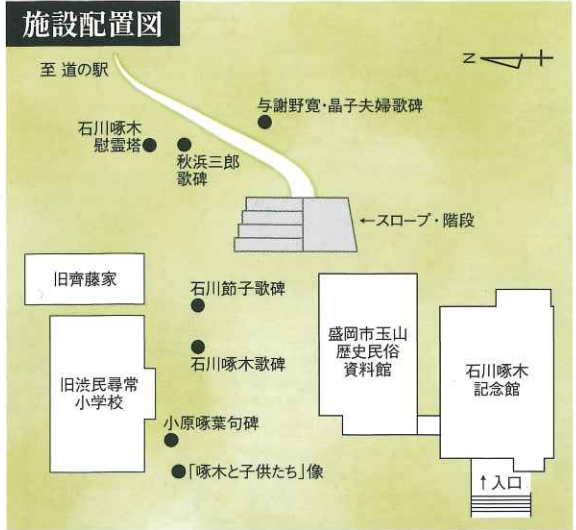 施設配置図
至 道の駅
N
与謝野寛・晶子夫婦歌碑
石川啄木
慰霊塔
秋浜三郎
歌碑
←スロープ・階段
旧齊藤家
石川節子歌碑
石川啄木歌碑
盛岡市玉山
歴史民俗
資料館
石川啄木
記念館
旧渋民尋常
小学校
小原啄葉句碑
「啄木と子供たち」像
↑入口